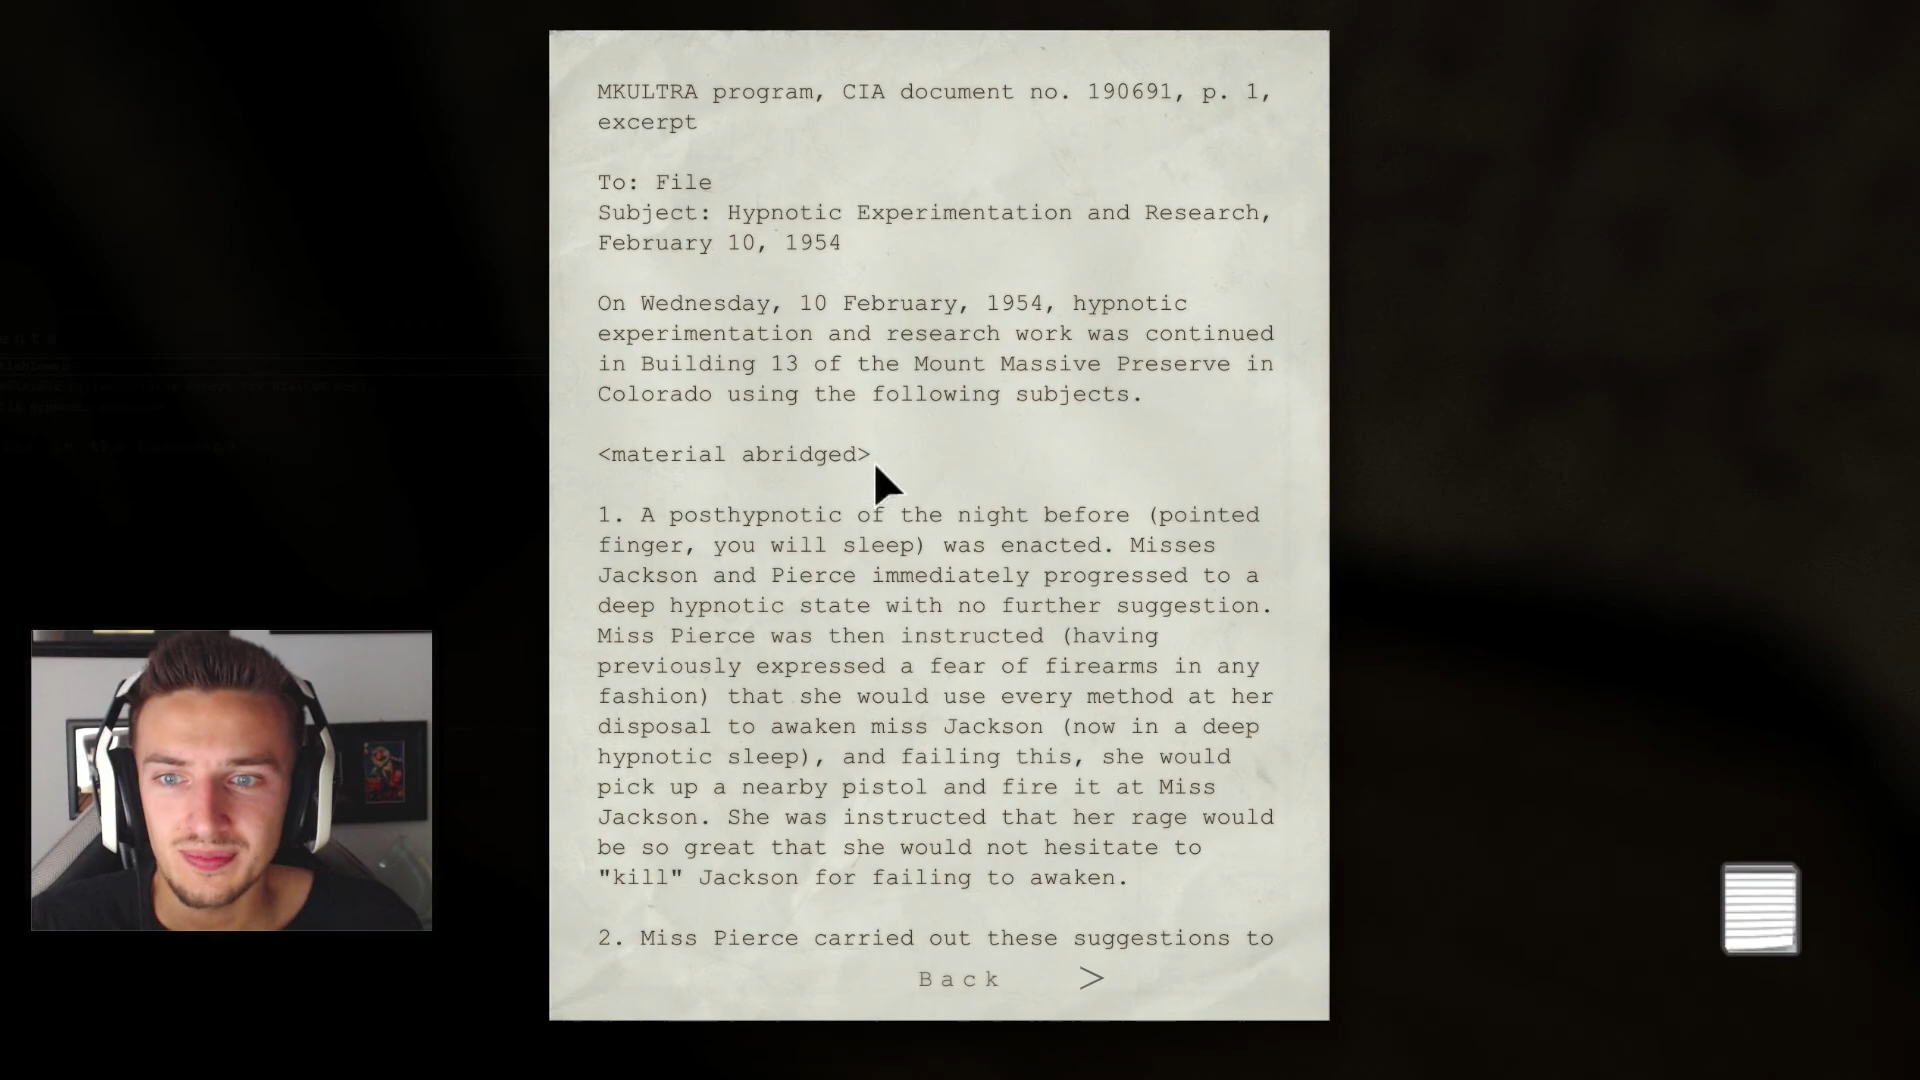 MKULTRA program, CIA document no. 190691, p. 1,
excerpt
To: File
Subject: Hypnotic Experimentation and Research,
February 10, 1954
On Wednesday, 10 February, 1954, hypnotic
experimentation and research work was continued
in Building 13 of the Mount Massive Preserve in
Colorado using the following subjects.
<material abridged>
1. A posthypnotic of the night before (pointed
finger, you will sleep) was enacted. Misses
Jackson and Pierce immediately progressed to a
deep hypnotic state with no further suggestion.
Miss Pierce was then instructed (having
previously expressed a fear of firearms in any
fashion) that she would use every method at her
disposal to awaken miss Jackson (now in a deep
hypnotic sleep), and failing this, she would
pick up a nearby pistol and fire it at Miss
Jackson. She was instructed that her rage would
be so great that she would not hesitate to
"kill" Jackson for failing to awaken.
2. Miss Pierce carried out these suggestions to
Back >